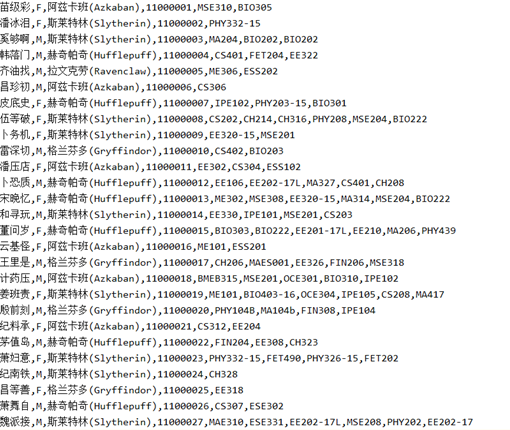 苗级彩,F,阿兹卡班(Azkaban),11000001,MSE310,BIO305
潘冰泪,F,斯莱特林(Slytherin),11000002,PHY332-15
奚够啊,M,斯莱特林(Slytherin),11000003,MA204,BIO202,BIO202
韩蓓门,M,赫奇帕奇(Hufflepuff),11000004,CS401,FET204,EE322
齐油找,M,拉文克劳(Ravenclaw),11000005,ME306,ESS202
昌珍初,M,阿兹卡班(Azkaban),11000006,CS306
皮底史,F,赫奇帕奇(Hufflepuff),11000007,IPE102,PHY203-15,BIO301
伍等破,F,斯莱特林(Slytherin),11000008,CS202,CH214,CH316,PHY208,MSE204,BIO222
卜务机,F,斯莱特林(Slytherin),11000009,EE320-15,MSE201
雷深切,M,格兰芬多(Gryffindor),11000010,CS402,BIO203
潘压店,F,阿兹卡班(Azkaban),11000011,EE302,CS304,ESS102
卜恐质,M,赫奇帕奇(Hufflepuff),11000012,EE106,EE202-17L,MA327,CS401,CH208
宋晚忆,F,赫奇帕奇(Hufflepuff),11000013,ME302,MSE308,EE320-15,MA314,MSE204,BIO222
和寻玩,M,斯莱特林(Slytherin),11000014,EE330,IPE101,MSE201,CS203
董问岁,F,赫奇帕奇(Hufflepuff),11000015,BIO303,BIO222,EE201-17L,EE210,MA206,PHY439
云基怪,F,阿兹卡班(Azkaban),11000016,ME101,ESS201
王里是,M,格兰芬多(Gryffindor),11000017,CH206,MAES001,EE326,FIN206,MSE318
计药压,M,阿兹卡班(Azkaban),11000018,BMEB315,MSE201,OCE301,BIO310,IPE102
姜班责,F,斯莱特林(Slytherin),11000019,ME101,BIO403-16,OCE304,IPE105,CS208,MA417
殷前刻,M,格兰芬多(Gryffindor),11000020,PHY104B,MA104b,FIN308,IPE104
纪料承,F,阿兹卡班(Azkaban),11000021,CS312,EE204
茅值岛,M,赫奇帕奇(Hufflepuff),11000022,FIN204,EE308,CH323
萧妇意,F,斯莱特林(Slytherin),11000023,PHY332-15,FET490,PHY326-15,FET202
纪南铁,M,斯莱特林(Slytherin),11000024,CH328
昌等善,F,格兰芬多(Gryffindor),11000025,EE318
萧舞自,M,赫奇帕奇(Hufflepuff),11000026,CS307,ESE302
魏派接,M,斯莱特林(Slytherin),11000027,MAE310,ESE331,EE202-17L,MSE208,PHY202,EE202-17